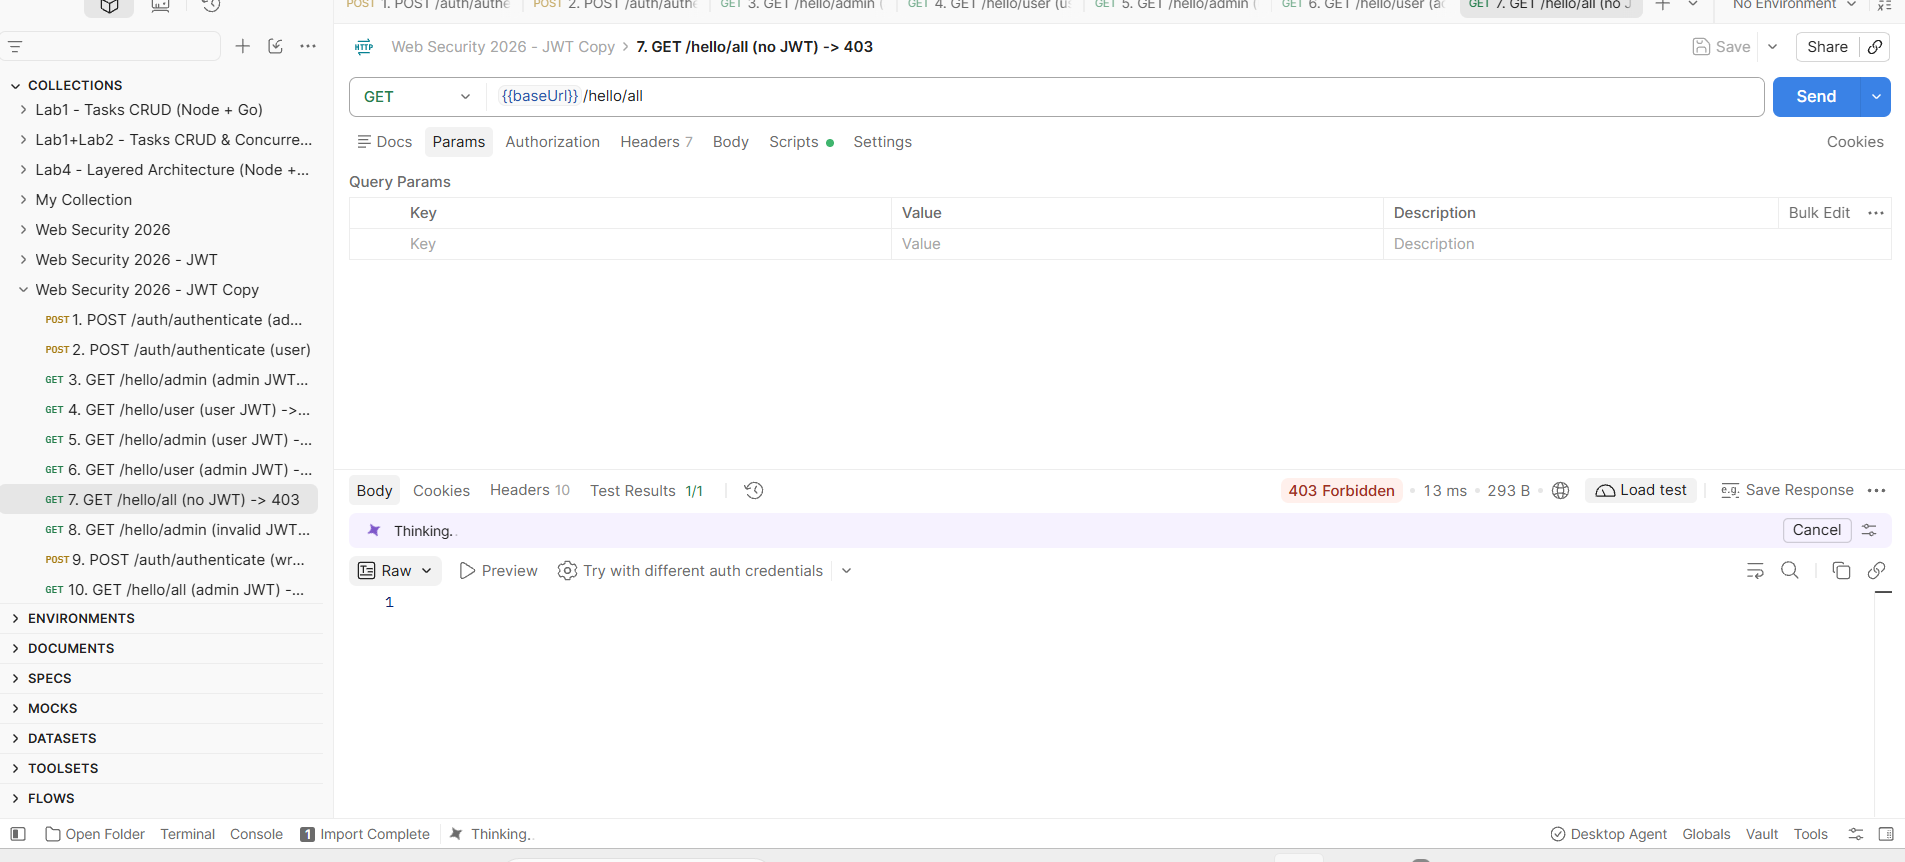 POST 1. POST /auth/authe POST 2. POST /auth/authe GET 3. GET /hello/admin ( GET 4. GET /hello/user (u GET 5. GET /hello/admin ( GET 6. GET /hello/user (a GET 7. GET /hello/all (no J No Environment
HTTP Web Security 2026 - JWT Copy > 7. GET /hello/all (no JWT) -> 403 Save Share
COLLECTIONS
Lab1 - Tasks CRUD (Node + Go)
Lab1+Lab2 - Tasks CRUD & Concurre...
Lab4 - Layered Architecture (Node +...
My Collection
Web Security 2026
Web Security 2026 - JWT
Web Security 2026 - JWT Copy
POST 1. POST /auth/authenticate (ad...
POST 2. POST /auth/authenticate (user)
GET 3. GET /hello/admin (admin JWT...
GET 4. GET /hello/user (user JWT) ->...
GET 5. GET /hello/admin (user JWT) -...
GET 6. GET /hello/user (admin JWT) -...
GET 7. GET /hello/all (no JWT) -> 403
GET 8. GET /hello/admin (invalid JWT...
POST 9. POST /auth/authenticate (wr...
GET 10. GET /hello/all (admin JWT) -...
ENVIRONMENTS
DOCUMENTS
SPECS
MOCKS
DATASETS
TOOLSETS
FLOWS
GET {{baseUrl}} /hello/all Send
Docs Params Authorization Headers 7 Body Scripts Settings Cookies
Query Params
Key Value Description Bulk Edit
Key Value Description
Body Cookies Headers 10 Test Results 1/1 403 Forbidden 13 ms 293 B Load test e.g. Save Response
Thinking. Cancel
Raw Preview Try with different auth credentials
1
Open Folder Terminal Console 1 Import Complete Thinking. Desktop Agent Globals Vault Tools